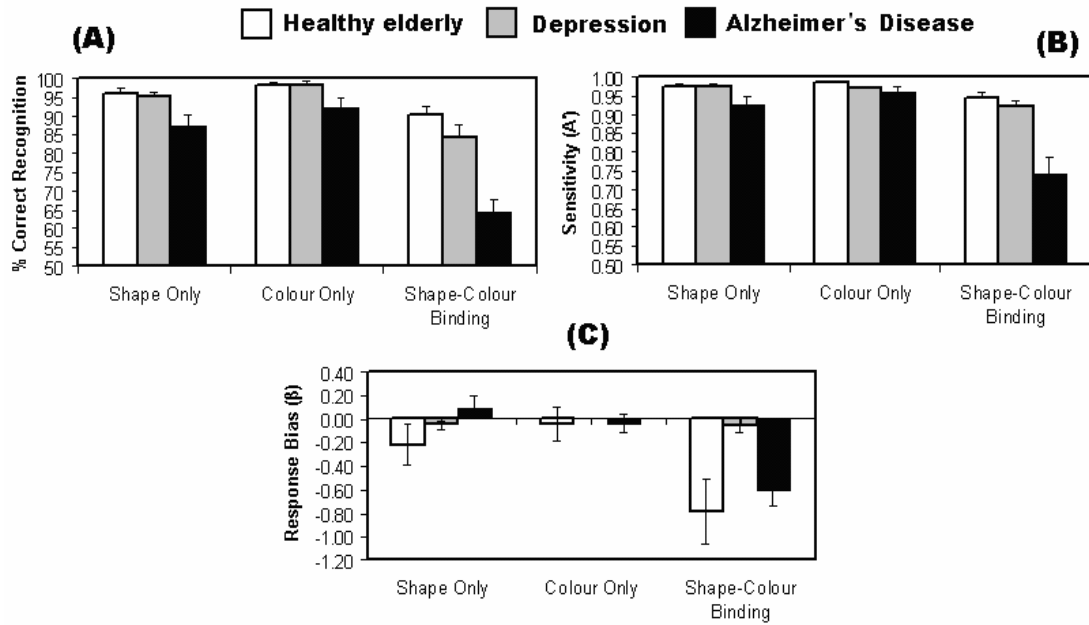 Healthy elderly Depression Alzheimer's Disease
(A)
% Correct Recognition
100
95
90
85
80
75
70
65
60
55
50
Shape Only Colour Only Shape-Colour
Binding
(B)
Sensitivity (A')
1.00
0.95
0.90
0.85
0.80
0.75
0.70
0.65
0.60
0.55
0.50
Shape Only Colour Only Shape-Colour
Binding
(C)
Response Bias (β)
0.40
0.20
0.00
-0.20
-0.40
-0.60
-0.80
-1.00
-1.20
Shape Only Colour Only Shape-Colour
Binding